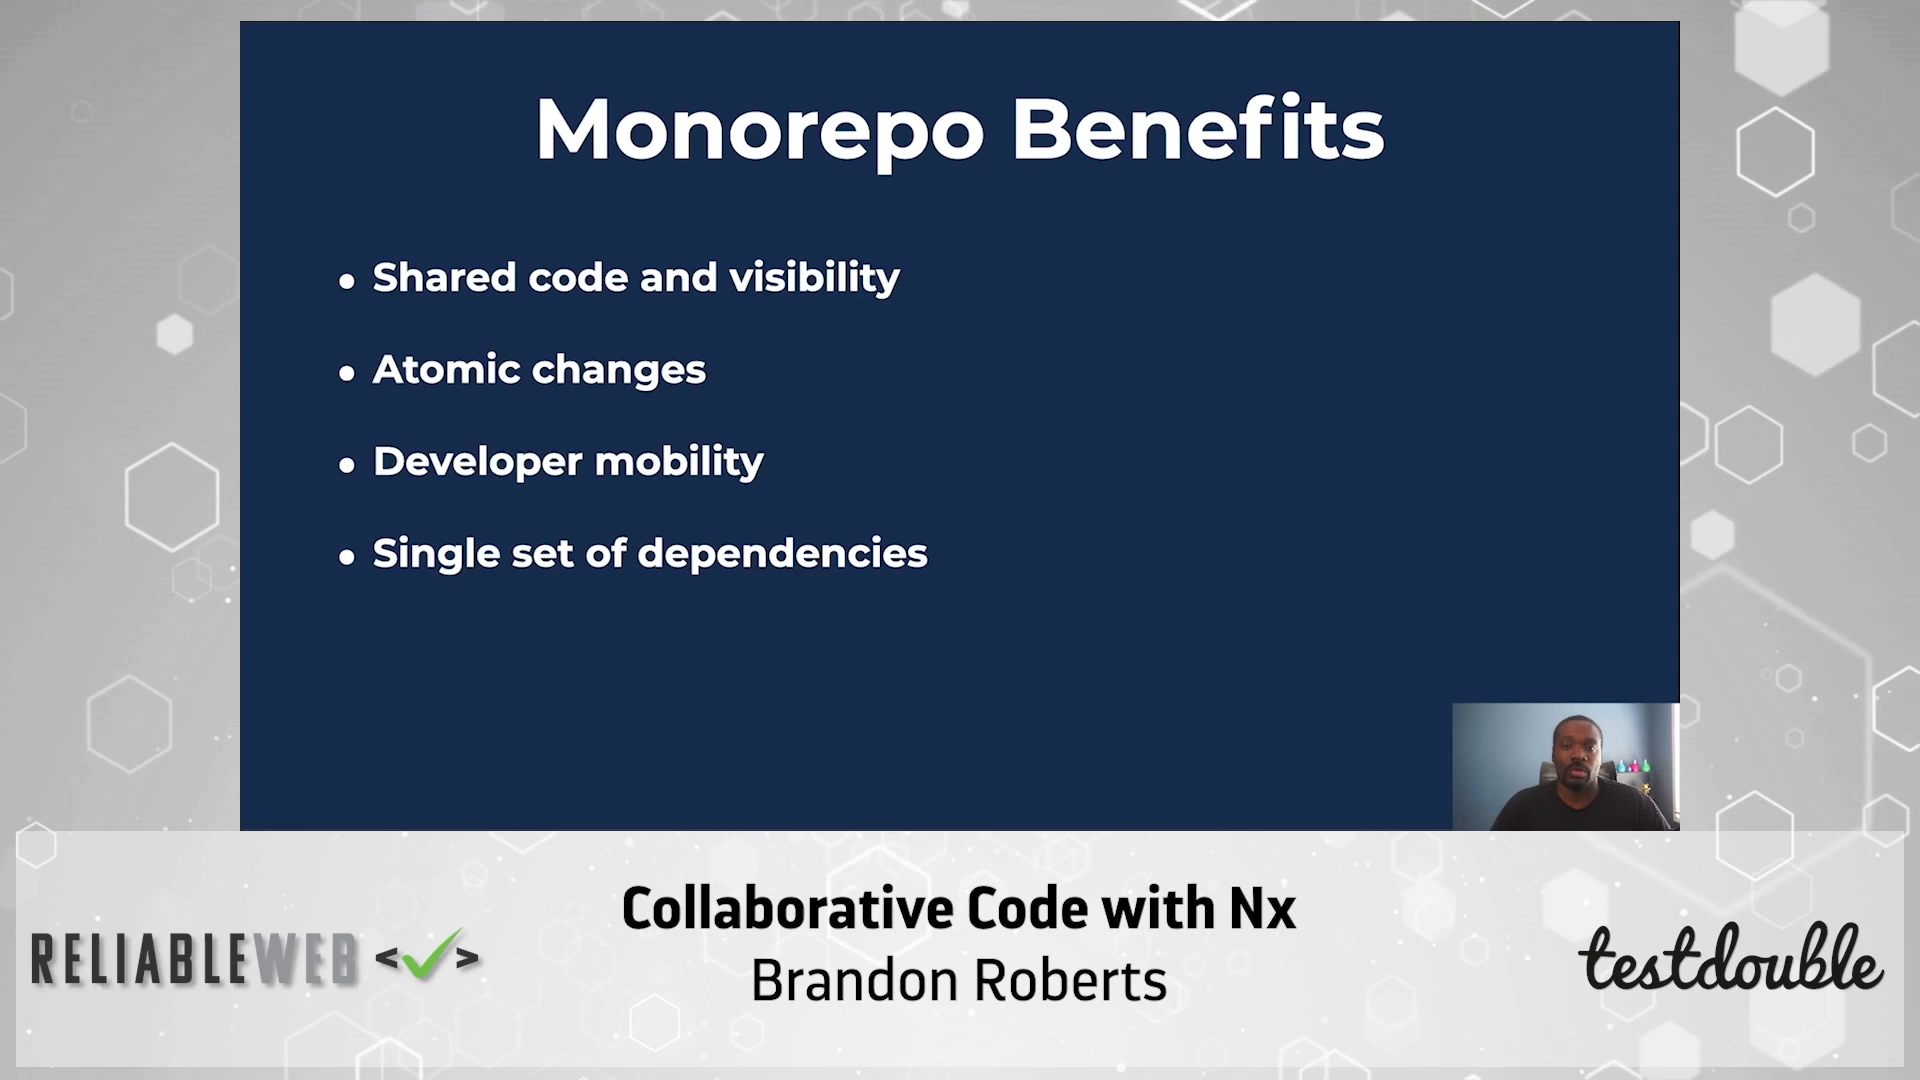 Monorepo Benefits
• Shared code and visibility
• Atomic changes
• Developer mobility
• Single set of dependencies
Collaborative Code with Nx
Brandon Roberts
RELIABLEWEB <✓>
testdouble